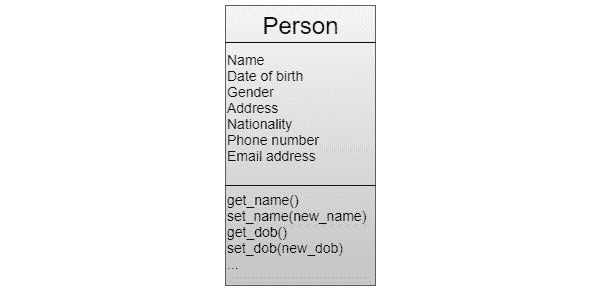 Person
Name
Date of birth
Gender
Address
Nationality
Phone number
Email address
get_name()
set_name(new_name)
get_dob()
set_dob(new_dob)
...